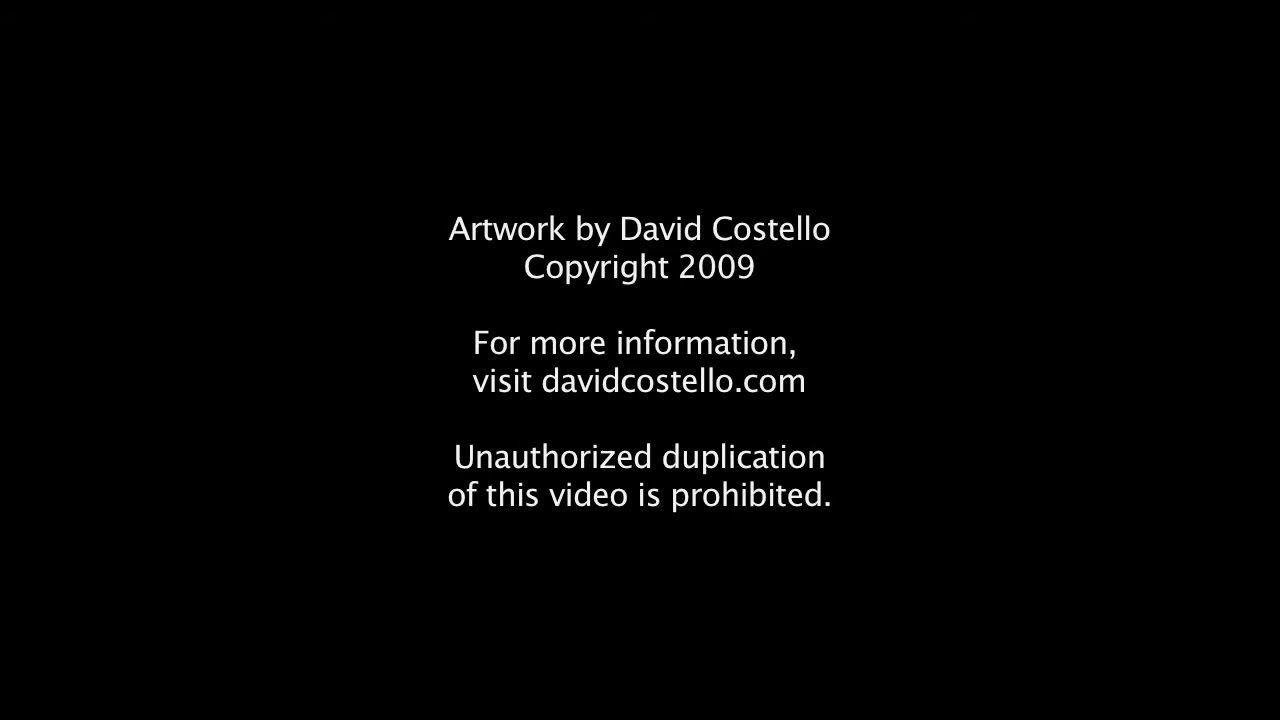 Artwork by David Costello
Copyright 2009
For more information,
visit davidcostello.com
Unauthorized duplication
of this video is prohibited.